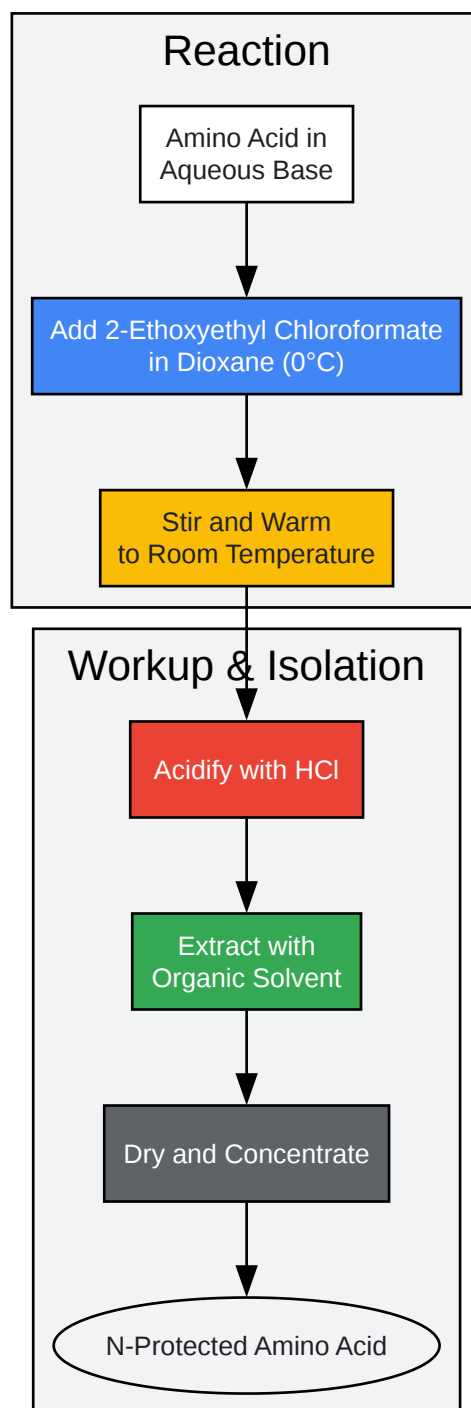 Reaction
Amino Acid in
Aqueous Base
Add 2-Ethoxyethyl Chloroformate
in Dioxane (0°C)
Stir and Warm
to Room Temperature
Workup & Isolation
Acidify with HCl
Extract with
Organic Solvent
Dry and Concentrate
N-Protected Amino Acid